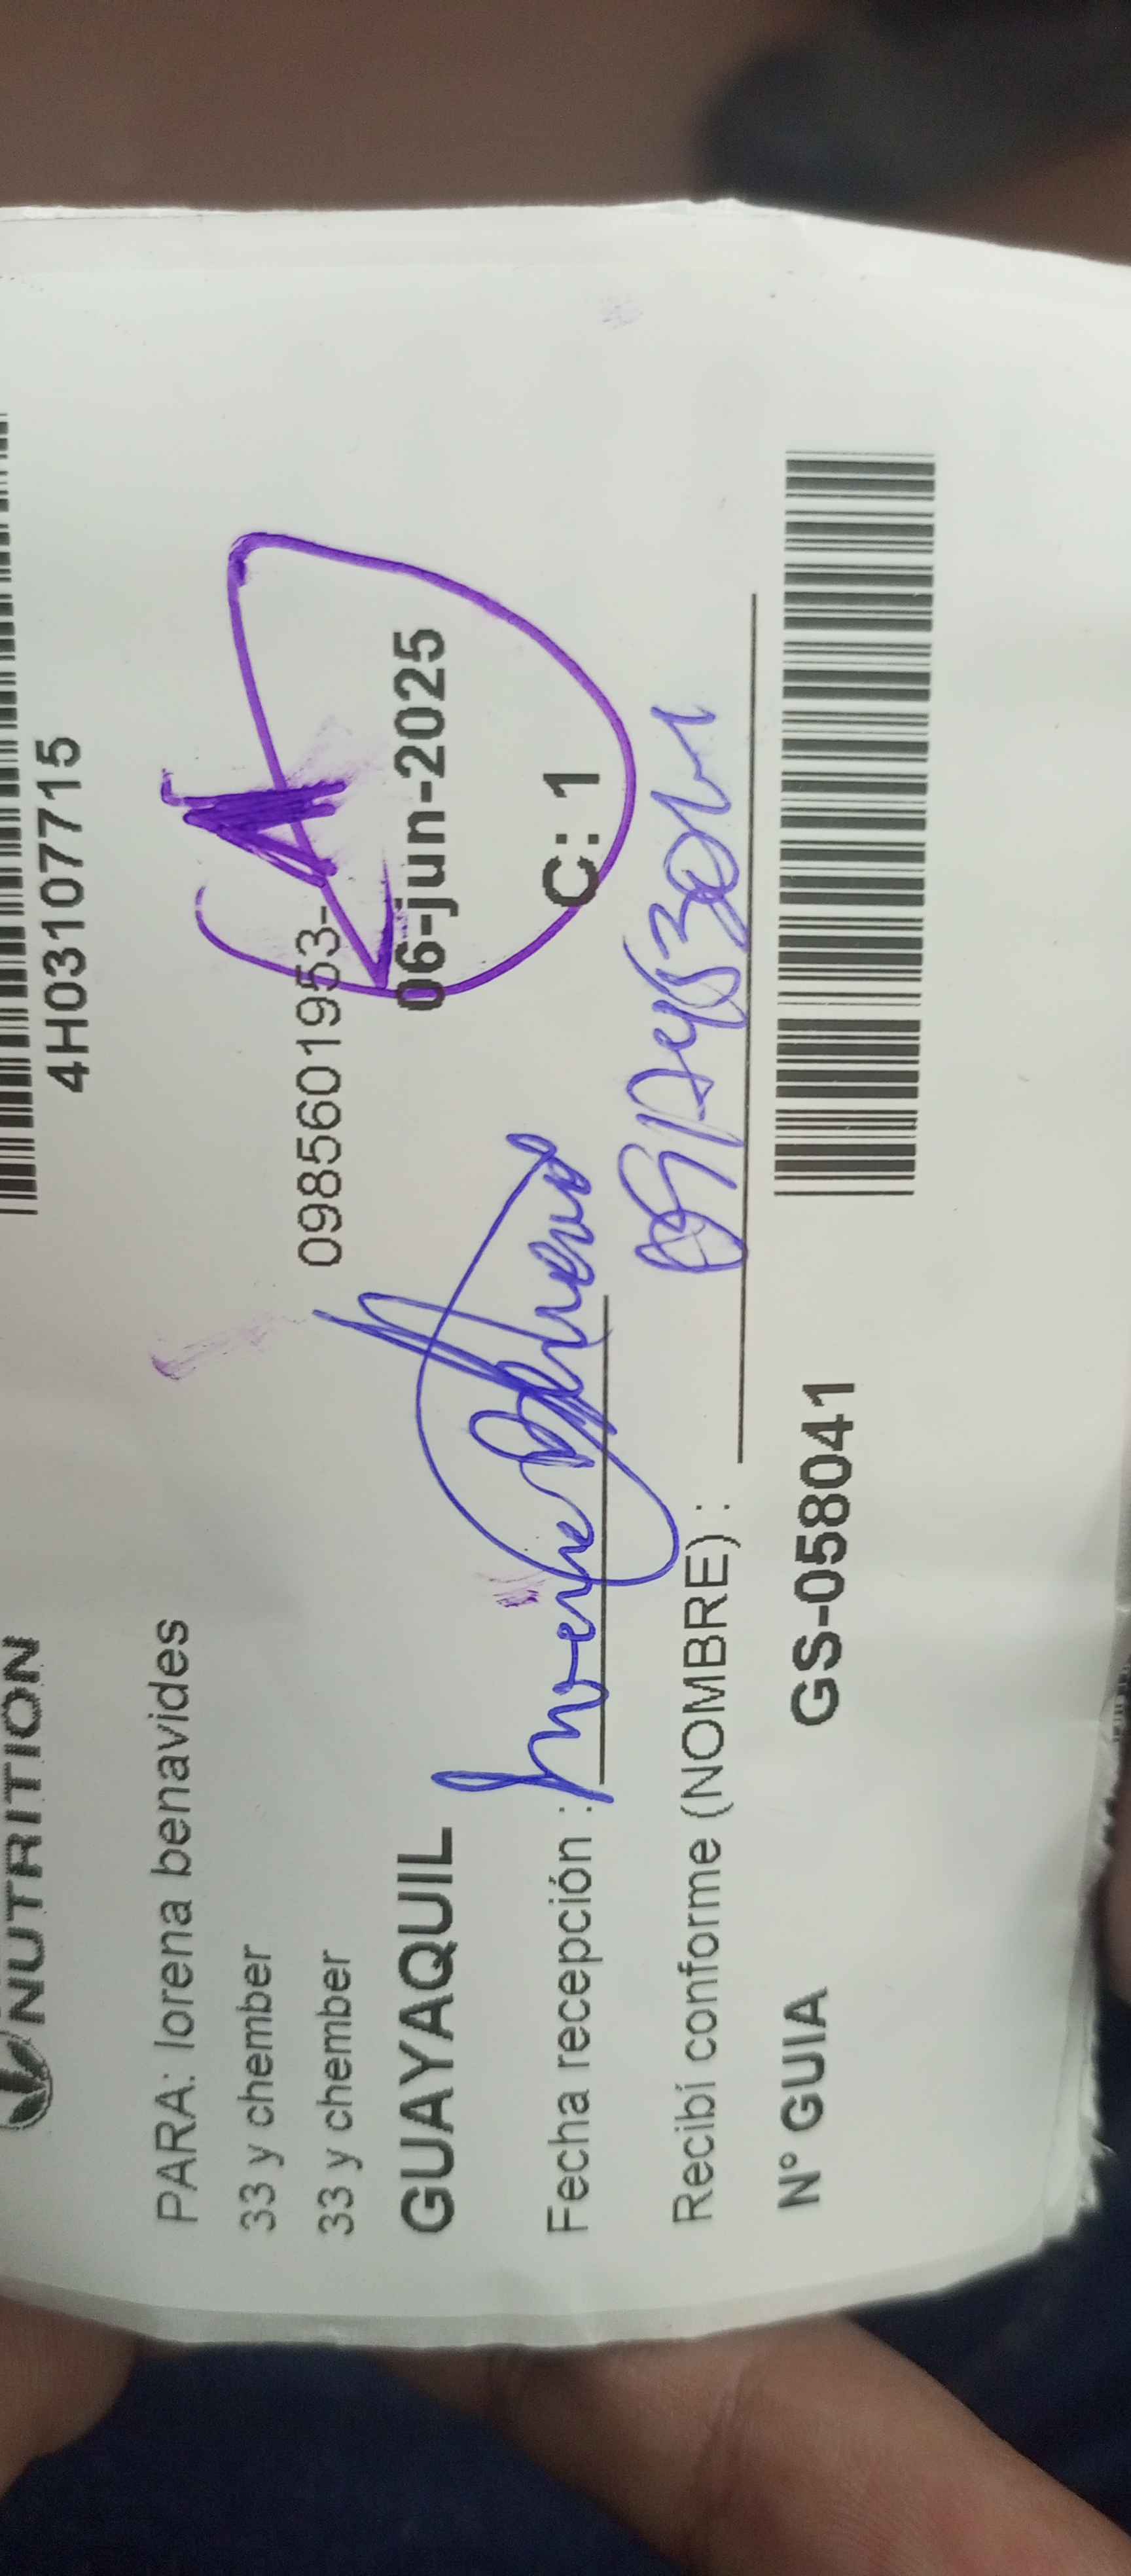 NUTRITION
4H03107715
PARA: lorena benavides
33 y chember
33 y chember 0985601953-
GUAYAQUIL 06-jun-2025
Fecha recepción : C: 1
Recibí conforme (NOMBRE) :
N° GUIA GS-058041